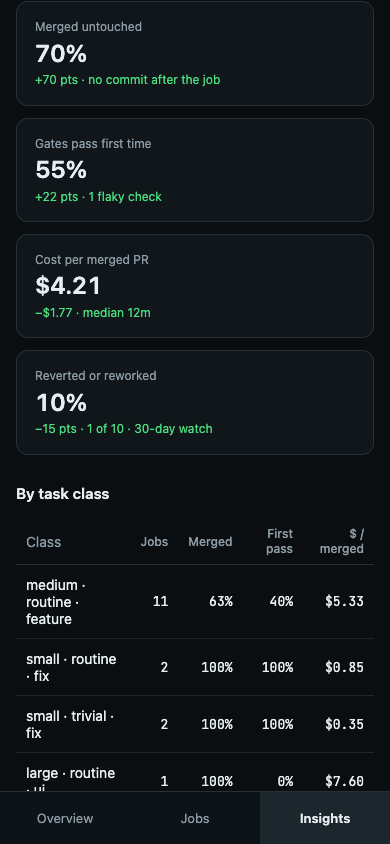 Merged untouched
70%
+70 pts · no commit after the job
Gates pass first time
55%
+22 pts · 1 flaky check
Cost per merged PR
$4.21
−$1.77 · median 12m
Reverted or reworked
10%
−15 pts · 1 of 10 · 30-day watch
By task class
Class Jobs Merged First pass $ / merged
medium ·
routine ·
feature
11 63% 40% $5.33
small · routine
· fix
2 100% 100% $0.85
small · trivial ·
fix
2 100% 100% $0.35
large · routine
· ui
1 100% 0% $7.60
Overview Jobs Insights